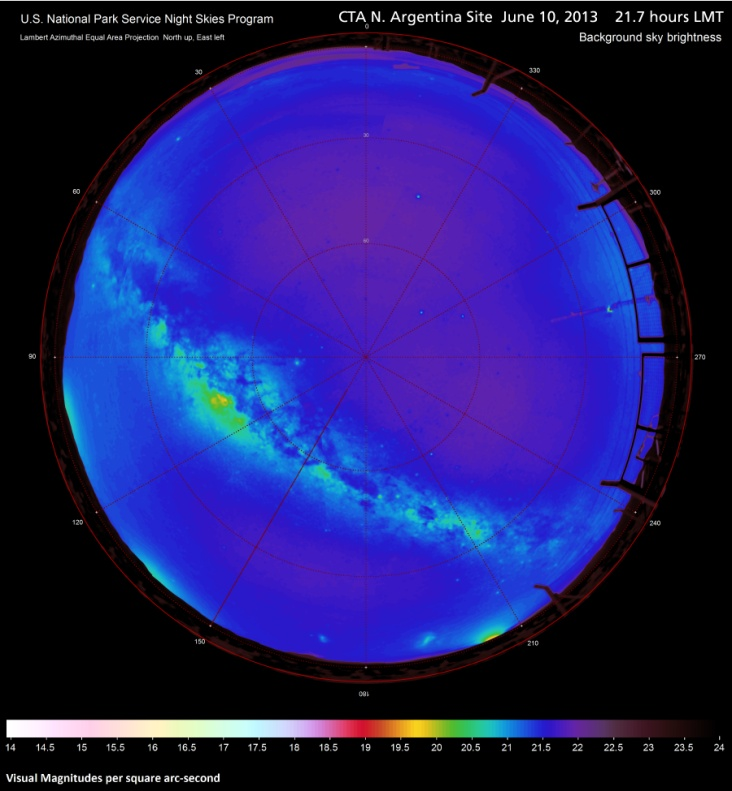 U.S. National Park Service Night Skies Program
CTA N. Argentina Site June 10, 2013 21.7 hours LMT
Lambert Azimuthal Equal Area Projection North up, East left
Background sky brightness
0
30
330
30
60
300
60
90
270
120
240
150
210
180
14 14.5 15 15.5 16 16.5 17 17.5 18 18.5 19 19.5 20 20.5 21 21.5 22 22.5 23 23.5 24
Visual Magnitudes per square arc-second